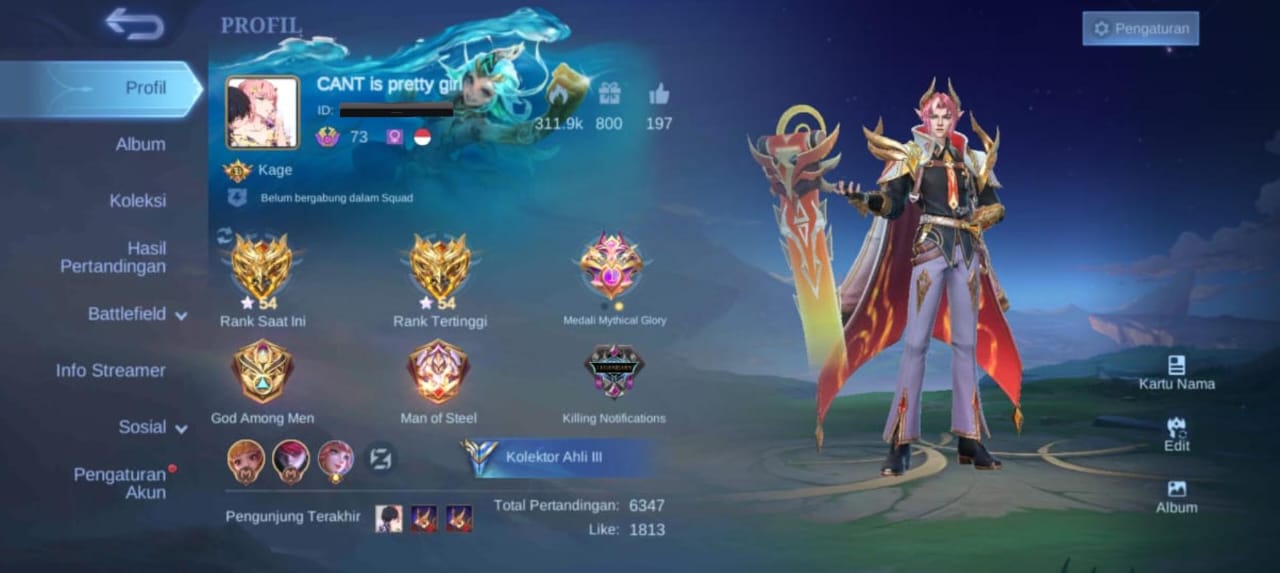 PROFIL
Pengaturan
Profil
Album
Koleksi
Hasil
Pertandingan
Battlefield
Info Streamer
Sosial
Pengaturan
Akun
CANT is pretty girl
ID:
73
311.9k 800 197
Kage
Belum bergabung dalam Squad
54
Rank Saat Ini
54
Rank Tertinggi
Medali Mythical Glory
God Among Men
Man of Steel
LEGENDARY
Killing Notifications
Kolektor Ahli III
Pengunjung Terakhir
Total Pertandingan: 6347
Like: 1813
Kartu Nama
Edit
Album